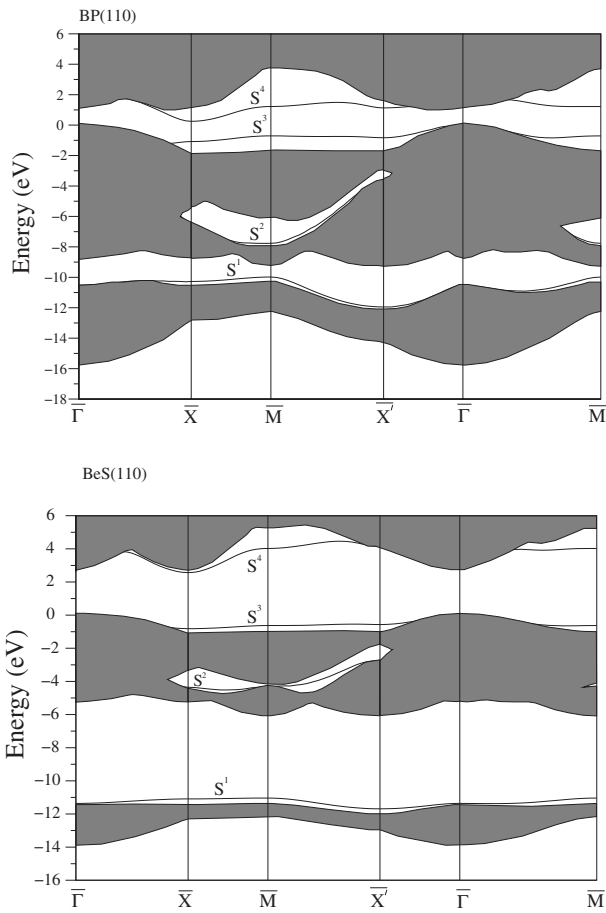 BP(110)
Energy (eV)
6
4
2
0
−2
−4
−6
−8
−10
−12
−14
−16
−18
S⁴
S³
S²
S¹
Γ̅ X̅ M̅ X̅′ Γ̅ M̅
BeS(110)
Energy (eV)
6
4
2
0
−2
−4
−6
−8
−10
−12
−14
−16
S⁴
S³
S²
S¹
Γ̅ X̅ M̅ X̅′ Γ̅ M̅